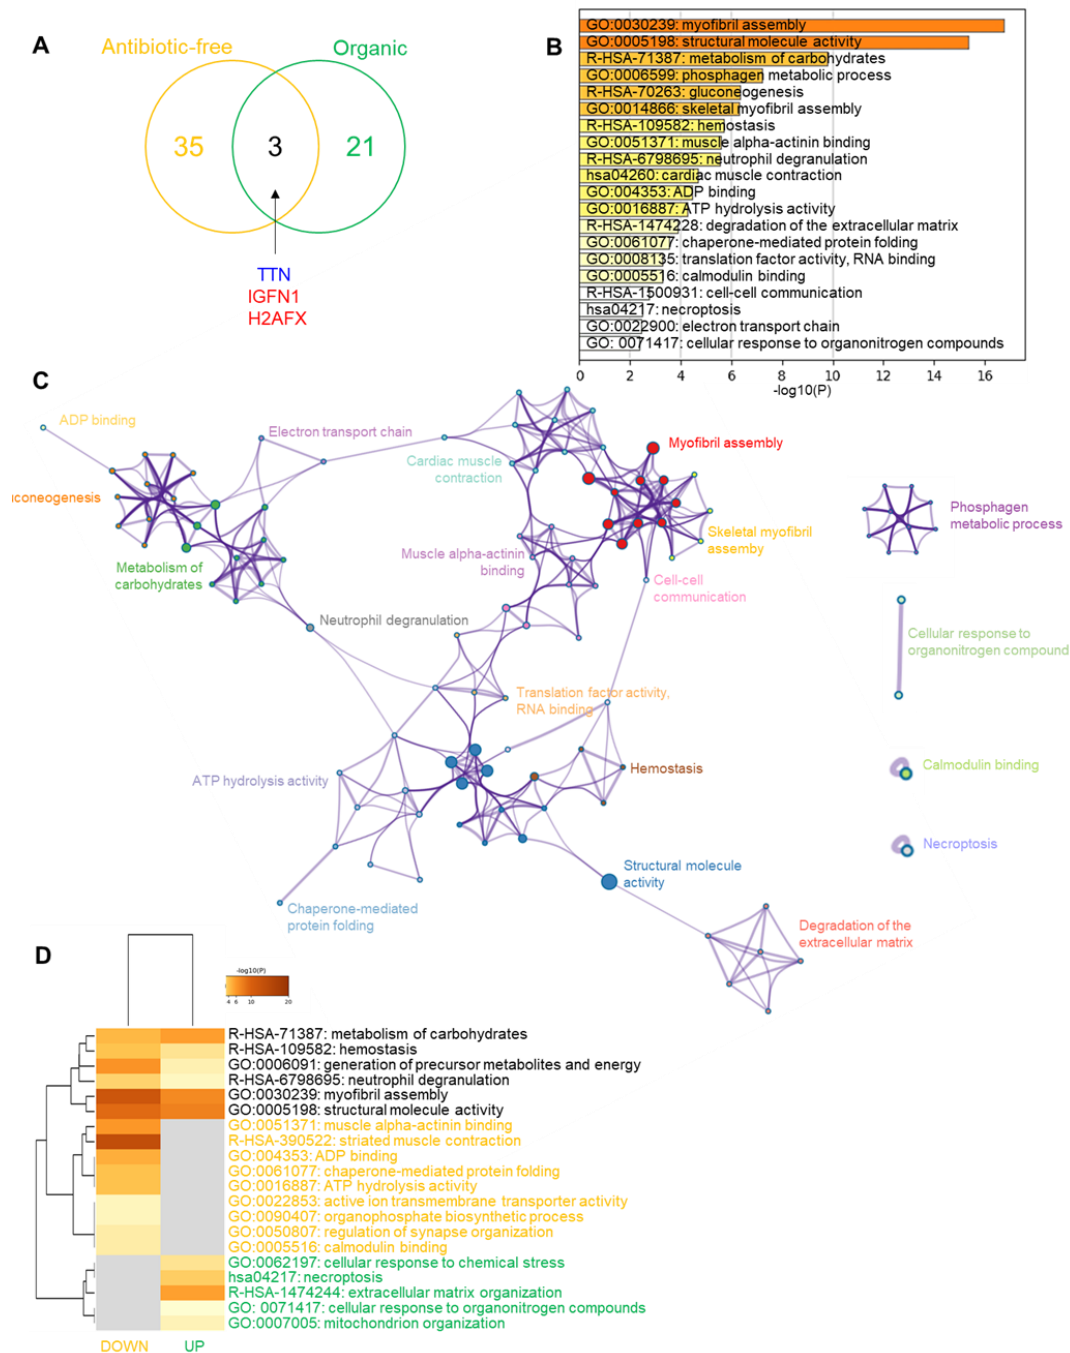 A
Antibiotic-free
Organic
35
3
21
TTN
IGFN1
H2AFX
B
GO:0030239: myofibril assembly
GO:0005198: structural molecule activity
R-HSA-71387: metabolism of carbohydrates
GO:0006599: phosphagen metabolic process
R-HSA-70263: gluconeogenesis
GO:0014866: skeletal myofibril assembly
R-HSA-109582: hemostasis
GO:0051371: muscle alpha-actinin binding
R-HSA-6798695: neutrophil degranulation
hsa04260: cardiac muscle contraction
GO:004353: ADP binding
GO:0016887: ATP hydrolysis activity
R-HSA-1474228: degradation of the extracellular matrix
GO:0061077: chaperone-mediated protein folding
GO:0008135: translation factor activity, RNA binding
GO:0005516: calmodulin binding
R-HSA-1500931: cell-cell communication
hsa04217: necroptosis
GO:0022900: electron transport chain
GO: 0071417: cellular response to organonitrogen compounds
0 2 4 6 8 10 12 14 16
-log10(P)
C
ADP binding
Electron transport chain
Cardiac muscle
contraction
Myofibril assembly
uconeogenesis
Phosphagen
metabolic process
Skeletal myofibril
assemby
Muscle alpha-actinin
binding
Metabolism of
carbohydrates
Cell-cell
communication
Neutrophil degranulation
Cellular response to
organonitrogen compound
Translation factor activity,
RNA binding
ATP hydrolysis activity
Hemostasis
Calmodulin binding
Necroptosis
Structural molecule
activity
Chaperone-mediated
protein folding
Degradation of the
extracellular matrix
D
-log10(P)
4 6 10 20
R-HSA-71387: metabolism of carbohydrates
R-HSA-109582: hemostasis
GO:0006091: generation of precursor metabolites and energy
R-HSA-6798695: neutrophil degranulation
GO:0030239: myofibril assembly
GO:0005198: structural molecule activity
GO:0051371: muscle alpha-actinin binding
R-HSA-390522: striated muscle contraction
GO:004353: ADP binding
GO:0061077: chaperone-mediated protein folding
GO:0016887: ATP hydrolysis activity
GO:0022853: active ion transmembrane transporter activity
GO:0090407: organophosphate biosynthetic process
GO:0050807: regulation of synapse organization
GO:0005516: calmodulin binding
GO:0062197: cellular response to chemical stress
hsa04217: necroptosis
R-HSA-1474244: extracellular matrix organization
GO: 0071417: cellular response to organonitrogen compounds
GO:0007005: mitochondrion organization
DOWN
UP